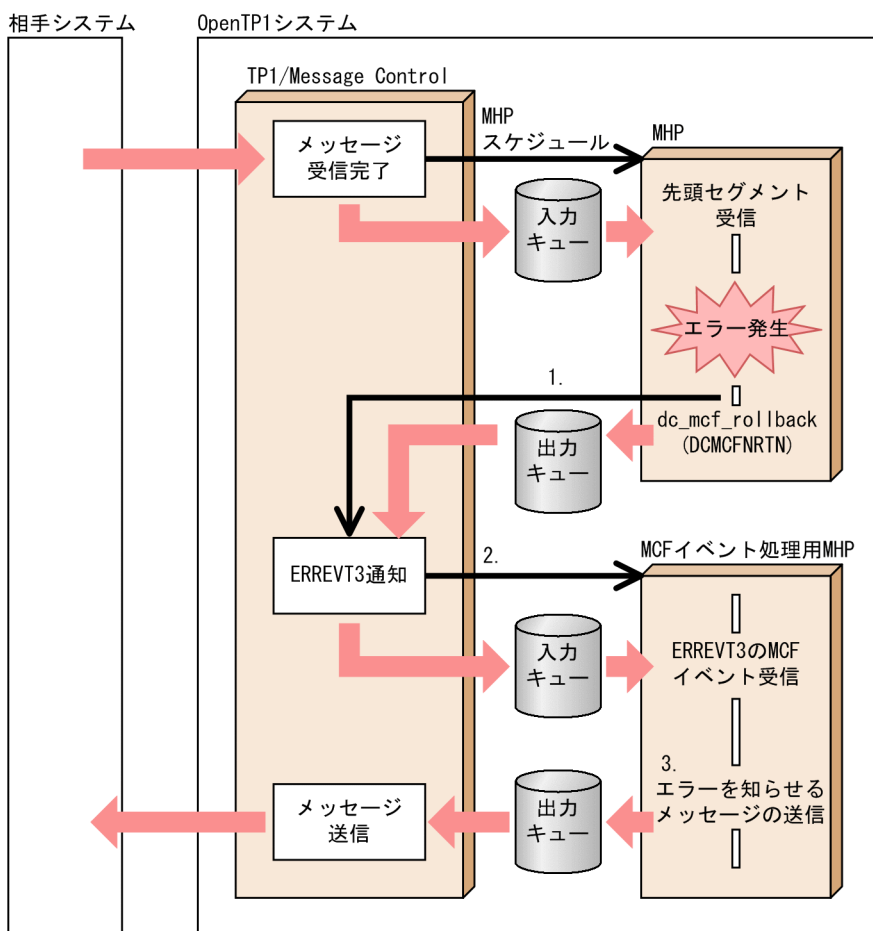 相手システム
OpenTP1システム
TP1/Message Control
MHP
スケジュール
MHP
メッセージ
受信完了
先頭セグメント
受信
入力
キュー
エラー発生
1.
dc_mcf_rollback
(DCMCFNRTN)
出力
キュー
ERREVT3通知
2.
MCFイベント処理用MHP
入力
キュー
ERREVT3のMCF
イベント受信
3.
エラーを知らせる
メッセージの送信
メッセージ
送信
出力
キュー